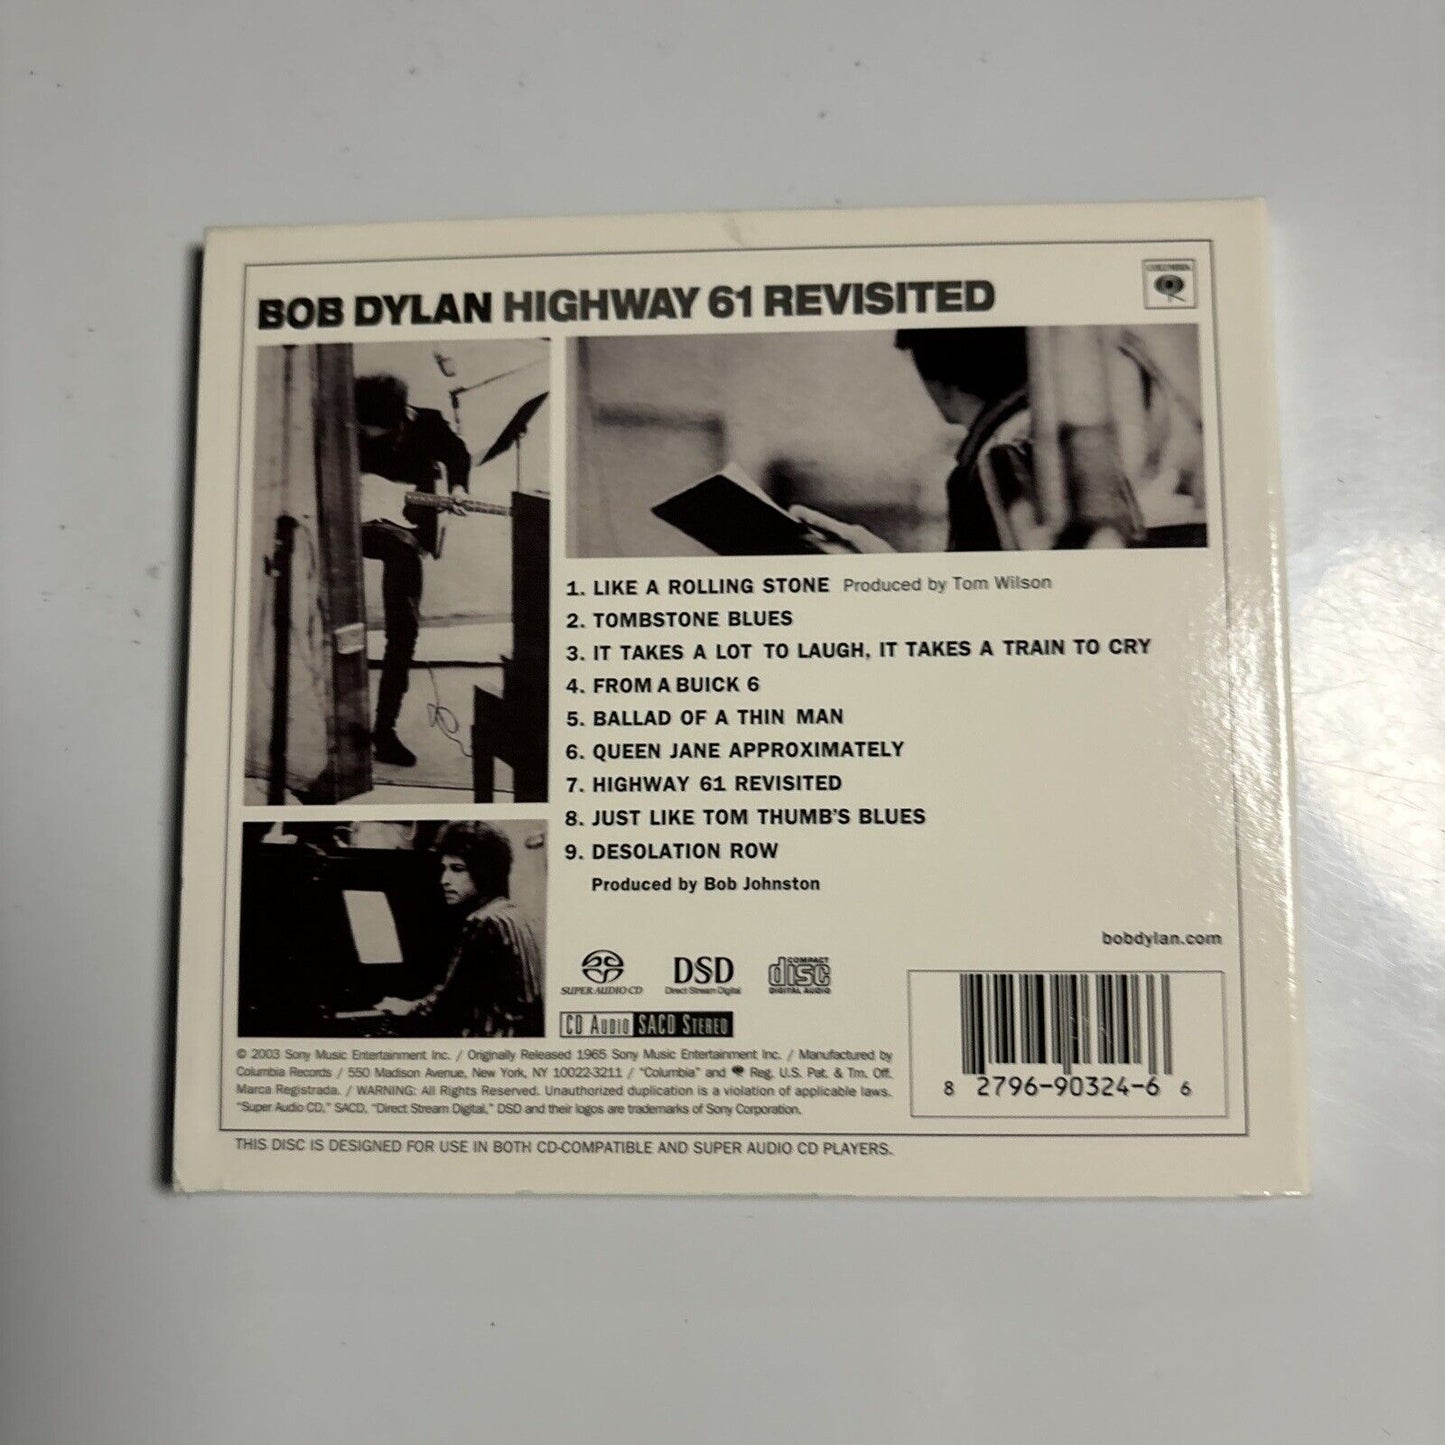 BOB DYLAN HIGHWAY 61 REVISITED
COLUMBIA
1. LIKE A ROLLING STONE Produced by Tom Wilson
2. TOMBSTONE BLUES
3. IT TAKES A LOT TO LAUGH, IT TAKES A TRAIN TO CRY
4. FROM A BUICK 6
5. BALLAD OF A THIN MAN
6. QUEEN JANE APPROXIMATELY
7. HIGHWAY 61 REVISITED
8. JUST LIKE TOM THUMB'S BLUES
9. DESOLATION ROW
Produced by Bob Johnston
bobdylan.com
SUPER AUDIO CD
DSD
Direct Stream Digital
COMPACT
disc
DIGITAL AUDIO
CD AUDIO SACD STEREO
© 2003 Sony Music Entertainment Inc. / Originally Released 1965 Sony Music Entertainment Inc. / Manufactured by
Columbia Records / 550 Madison Avenue, New York, NY 10022-3211 / "Columbia" and Reg. U.S. Pat. & Tm. Off.
Marca Registrada. / WARNING: All Rights Reserved. Unauthorized duplication is a violation of applicable laws.
"Super Audio CD," SACD, "Direct Stream Digital," DSD and their logos are trademarks of Sony Corporation.
8 2796-90324-6 6
THIS DISC IS DESIGNED FOR USE IN BOTH CD-COMPATIBLE AND SUPER AUDIO CD PLAYERS.